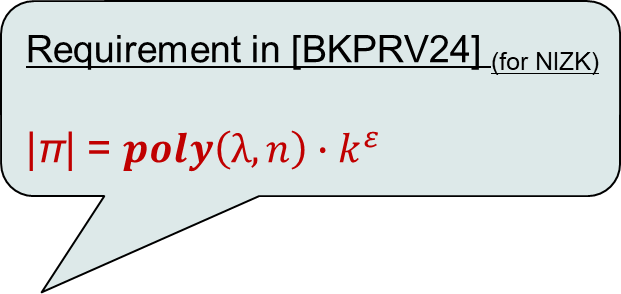 Requirement in [BKPRV24] (for NIZK)
|π| = poly(λ, n) · k^ε